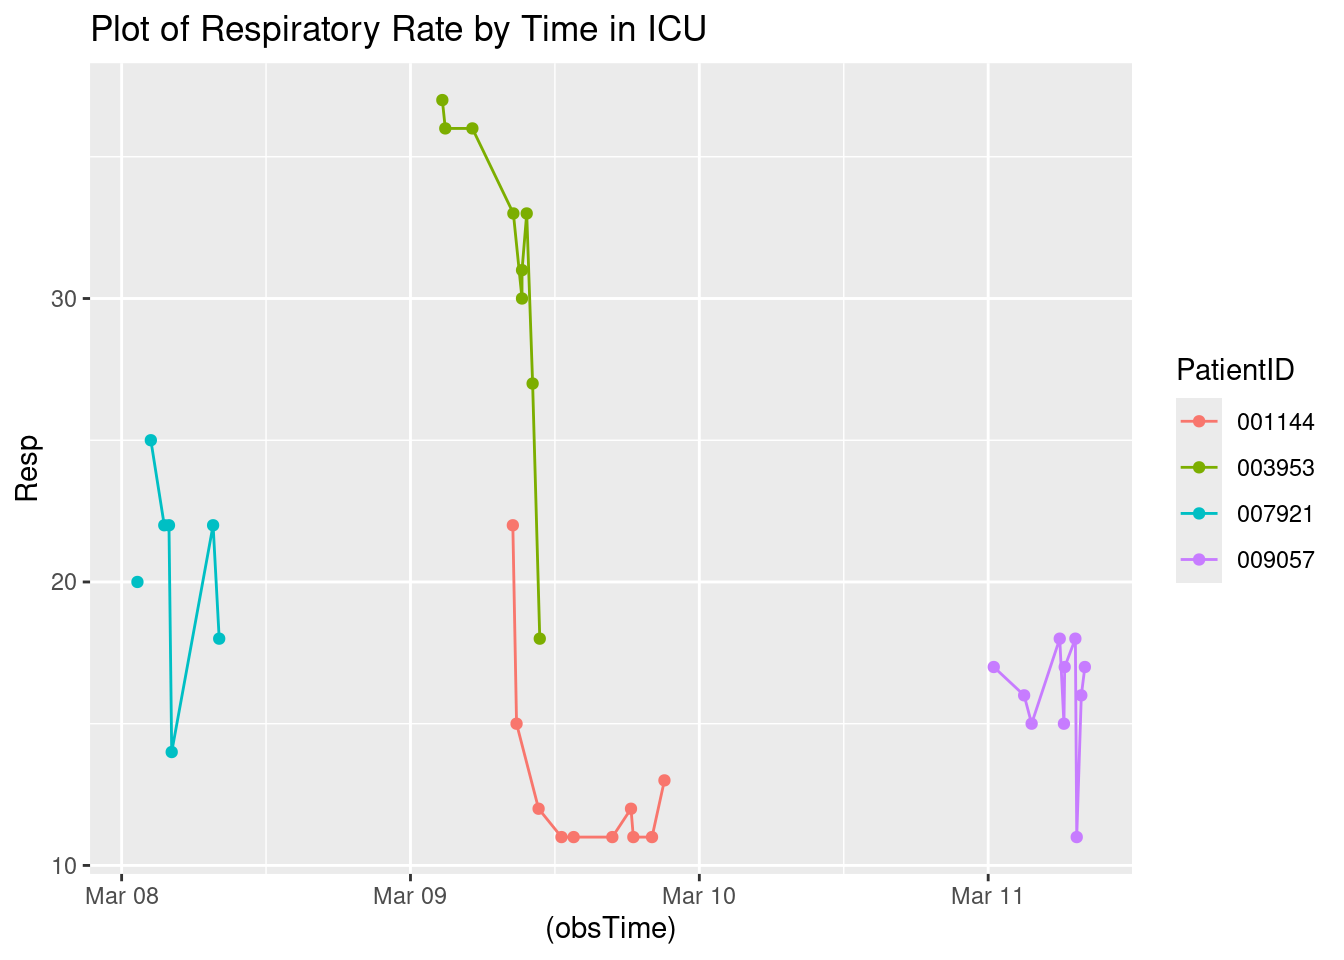 Plot of Respiratory Rate by Time in ICU
Resp
30
20
10
Mar 08
Mar 09
Mar 10
Mar 11
(obsTime)
PatientID
001144
003953
007921
009057